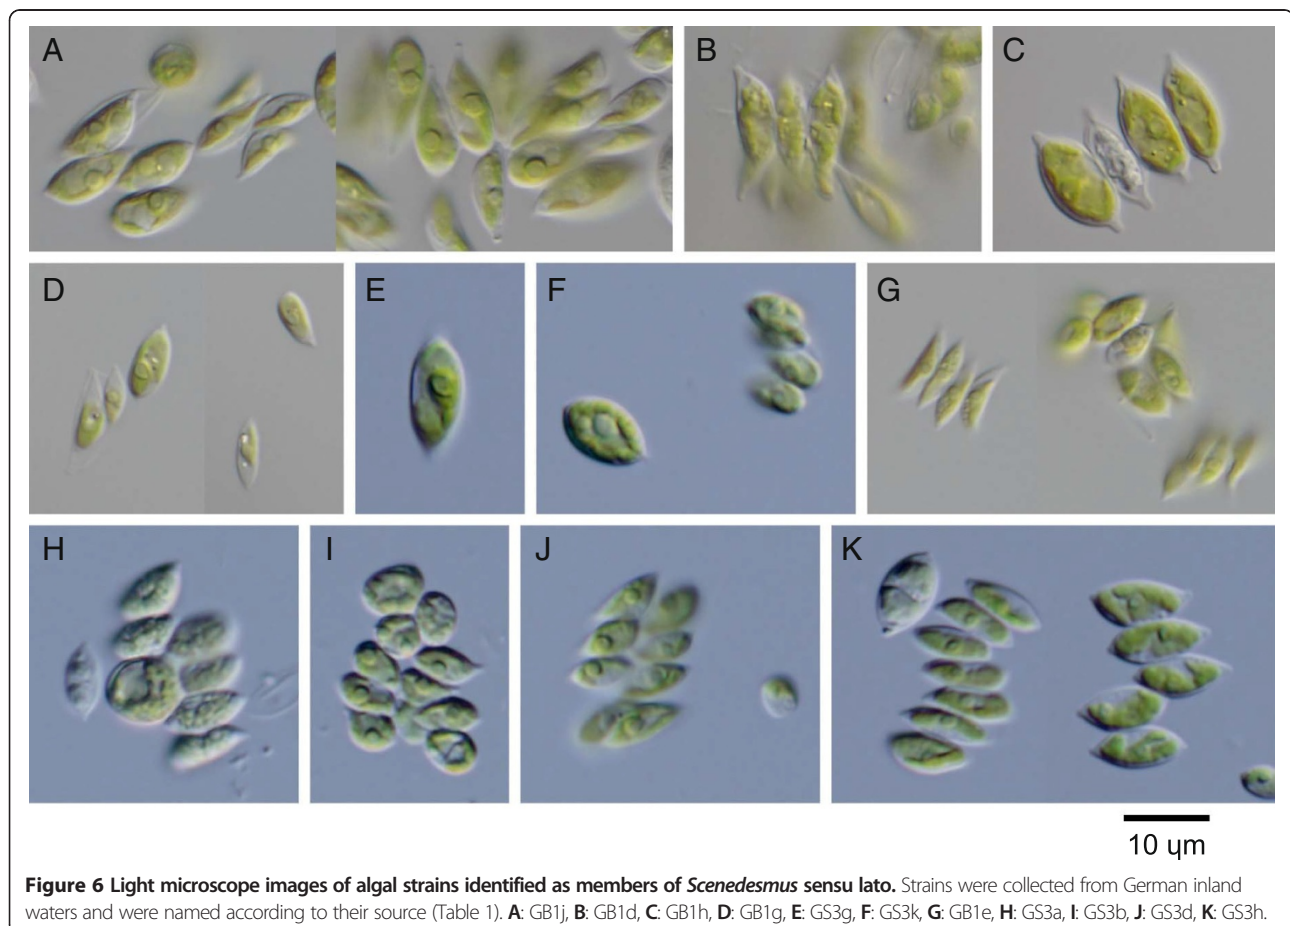 A
B
C
D
E
F
G
H
I
J
K
10 µm
Figure 6 Light microscope images of algal strains identified as members of Scenedesmus sensu lato. Strains were collected from German inland
waters and were named according to their source (Table 1). A: GB1j, B: GB1d, C: GB1h, D: GB1g, E: GS3g, F: GS3k, G: GB1e, H: GS3a, I: GS3b, J: GS3d, K: GS3h.